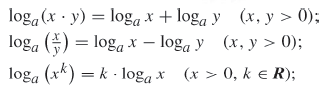 logₐ(x · y) = logₐ x + logₐ y (x, y > 0);
logₐ (x/y) = logₐ x − logₐ y (x, y > 0);
logₐ (xᵏ) = k · logₐ x (x > 0, k ∈ R);